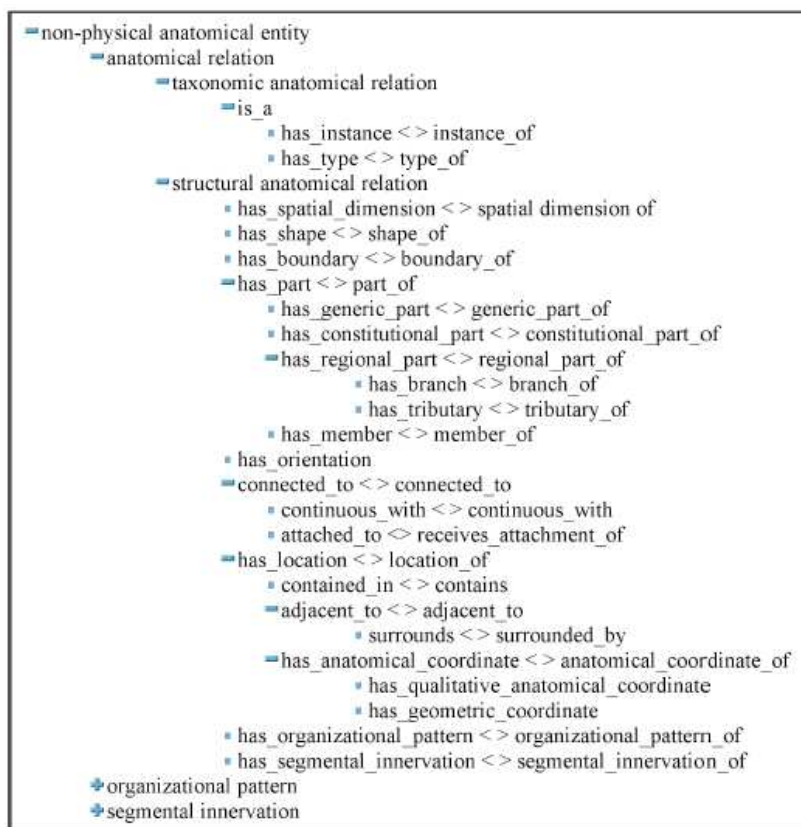 non-physical anatomical entity
anatomical relation
taxonomic anatomical relation
is_a
has_instance <> instance_of
has_type <> type_of
structural anatomical relation
has_spatial_dimension <> spatial dimension of
has_shape <> shape_of
has_boundary <> boundary_of
has_part <> part_of
has_generic_part <> generic_part_of
has_constitutional_part <> constitutional_part_of
has_regional_part <> regional_part_of
has_branch <> branch_of
has_tributary <> tributary_of
has_member <> member_of
has_orientation
connected_to <> connected_to
continuous_with <> continuous_with
attached_to <> receives_attachment_of
has_location <> location_of
contained_in <> contains
adjacent_to <> adjacent_to
surrounds <> surrounded_by
has_anatomical_coordinate <> anatomical_coordinate_of
has_qualitative_anatomical_coordinate
has_geometric_coordinate
has_organizational_pattern <> organizational_pattern_of
has_segmental_innervation <> segmental_innervation_of
organizational pattern
segmental innervation